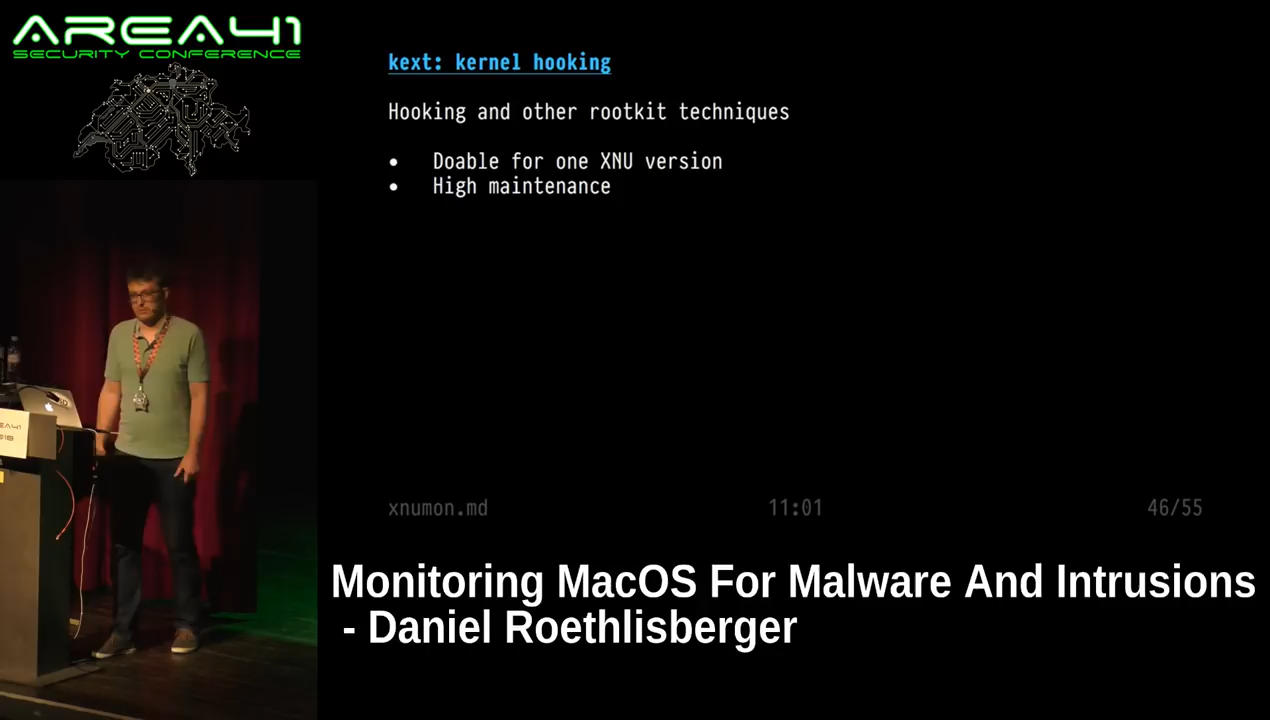 AREA41
SECURITY CONFERENCE
kext: kernel hooking
Hooking and other rootkit techniques
• Doable for one XNU version
• High maintenance
xnumon.md 11:01 46/55
Monitoring MacOS For Malware And Intrusions
- Daniel Roethlisberger